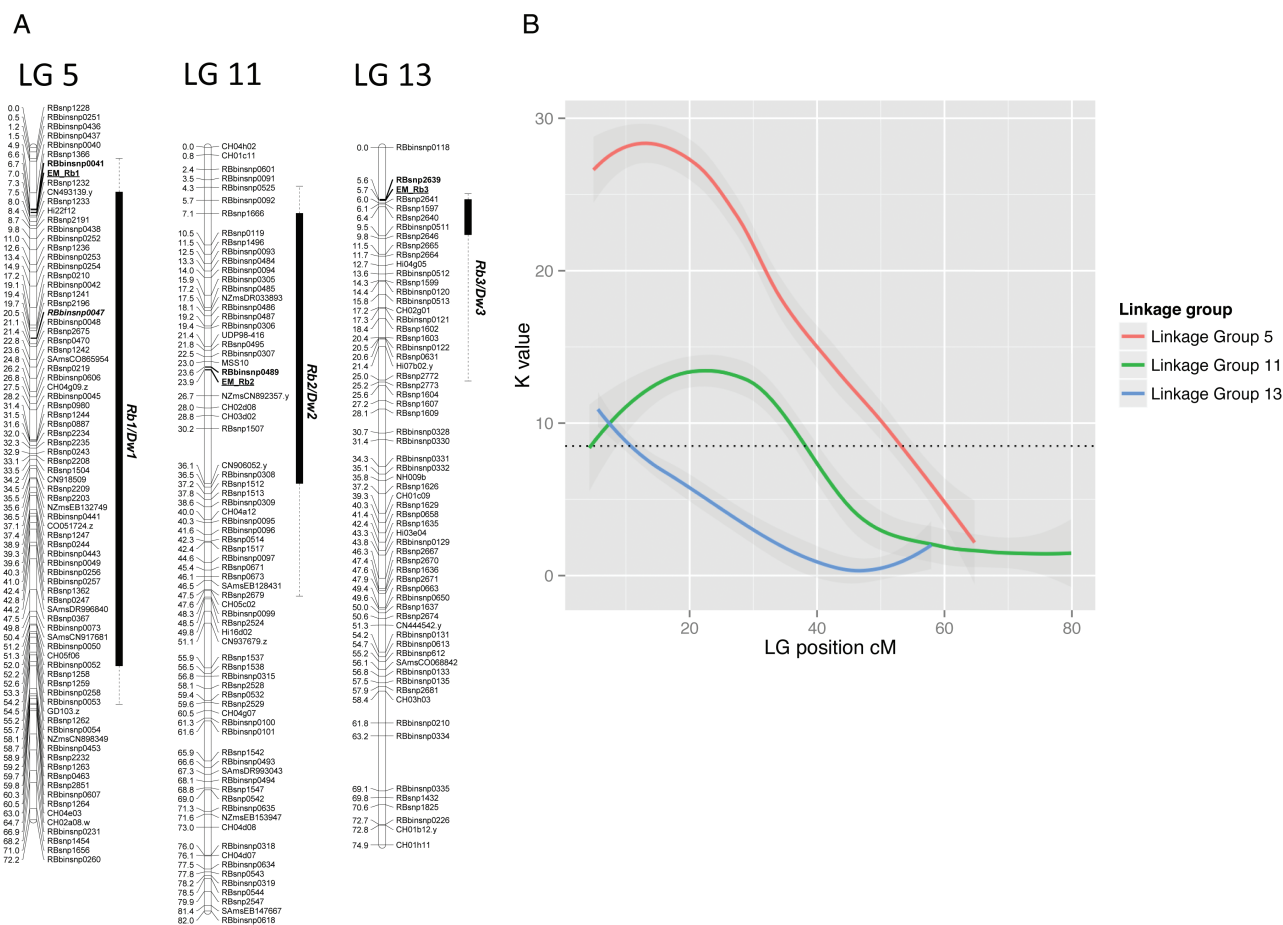 A
LG 5
0.0 RBsnp1228
0.5 RBbinsnp0251
1.2 RBbinsnp0436
1.5 RBbinsnp0437
4.9 RBbinsnp0040
6.6 RBsnp1366
6.7 RBbinsnp0041
7.0 EM_Rb1
7.3 RBsnp1232
7.5 CN493139.y
8.0 RBsnp1233
8.4 Hi22f12
8.7 RBsnp2191
9.8 RBbinsnp0438
11.0 RBbinsnp0252
12.6 RBsnp1236
13.4 RBbinsnp0253
14.9 RBbinsnp0254
17.2 RBsnp0210
19.1 RBbinsnp0042
19.4 RBsnp1241
19.7 RBsnp2196
20.5 RBbinsnp0047
21.1 RBbinsnp0048
21.4 RBsnp2675
22.8 RBsnp0470
23.6 RBsnp1242
24.8 SAmsCO865954
26.2 RBsnp0219
26.8 RBbinsnp0606
27.5 CH04g09.z
28.2 RBbinsnp0045
31.4 RBsnp0980
31.5 RBsnp1244
31.6 RBsnp0887
32.0 RBsnp2234
32.3 RBsnp2235
32.9 RBsnp0243
33.1 RBsnp2208
33.5 RBsnp1504
34.2 CN918509
34.5 RBsnp2209
35.5 RBsnp2203
35.6 NZmsEB132749
36.5 RBbinsnp0441
37.1 CO051724.z
37.4 RBsnp1247
38.9 RBsnp0244
39.3 RBbinsnp0443
39.6 RBbinsnp0049
40.3 RBbinsnp0256
41.0 RBbinsnp0257
42.4 RBsnp1362
42.8 RBsnp0247
44.2 SAmsDR996840
47.5 RBsnp0367
49.8 RBbinsnp0073
50.4 SAmsCN917681
51.2 RBbinsnp0050
51.3 CH05f06
52.0 RBbinsnp0052
52.2 RBsnp1258
52.6 RBsnp1259
53.3 RBbinsnp0258
54.2 RBbinsnp0053
54.5 GD103.z
55.2 RBsnp1262
55.7 RBbinsnp0054
58.1 NZmsCN898349
58.7 RBbinsnp0453
58.9 RBsnp2232
59.2 RBsnp1263
59.7 RBsnp0463
59.8 RBsnp2851
60.3 RBbinsnp0607
60.5 RBsnp1264
63.0 CH04e03
64.7 CH02a08.w
66.9 RBbinsnp0231
68.2 RBsnp1454
71.0 RBsnp1656
72.2 RBbinsnp0260
Rb1/Dw1
LG 11
0.0 CH04h02
0.8 CH01c11
2.4 RBbinsnp0601
3.5 RBbinsnp0091
4.3 RBbinsnp0525
5.7 RBbinsnp0092
7.1 RBsnp1666
10.5 RBsnp0119
11.5 RBsnp1496
12.5 RBbinsnp0093
13.3 RBbinsnp0484
14.0 RBbinsnp0094
15.9 RBbinsnp0305
17.2 RBbinsnp0485
17.5 NZmsDR033893
18.1 RBbinsnp0486
19.2 RBbinsnp0487
19.4 RBbinsnp0306
21.4 UDP98-416
21.8 RBsnp0495
22.5 RBbinsnp0307
23.0 MSS10
23.6 RBbinsnp0489
23.9 EM_Rb2
26.7 NZmsCN892357.y
28.0 CH02d08
28.8 CH03d02
30.2 RBsnp1507
36.1 CN906052.y
36.5 RBbinsnp0308
37.2 RBsnp1512
37.8 RBsnp1513
38.6 RBbinsnp0309
40.0 CH04a12
40.3 RBbinsnp0095
41.6 RBbinsnp0096
42.3 RBsnp0514
42.4 RBsnp1517
44.6 RBbinsnp0097
45.4 RBsnp0671
46.1 RBsnp0673
46.5 SAmsEB128431
47.5 RBsnp2679
47.6 CH05c02
48.3 RBbinsnp0099
48.5 RBsnp2524
49.8 Hi16d02
51.1 CN937679.z
55.9 RBsnp1537
56.5 RBsnp1538
56.8 RBbinsnp0315
58.1 RBsnp2528
59.4 RBsnp0532
59.6 RBsnp2529
60.5 CH04g07
61.3 RBbinsnp0100
61.6 RBbinsnp0101
65.9 RBsnp1542
66.6 RBbinsnp0493
67.3 SAmsDR993043
68.1 RBbinsnp0494
68.8 RBsnp1547
69.0 RBsnp0542
71.3 RBbinsnp0635
71.6 NZmsEB153947
73.0 CH04d08
76.0 RBbinsnp0318
76.1 CH04d07
77.5 RBbinsnp0634
77.8 RBsnp0543
78.2 RBbinsnp0319
78.5 RBsnp0544
79.9 RBsnp2547
81.4 SAmsEB147667
82.0 RBbinsnp0618
Rb2/Dw2
LG 13
0.0 RBbinsnp0118
5.6 RBsnp2639
5.7 EM_Rb3
6.0 RBsnp2641
6.1 RBsnp1597
6.4 RBsnp2640
9.5 RBbinsnp0511
9.8 RBsnp2646
11.5 RBsnp2665
11.7 RBsnp2664
12.7 Hi04g05
13.6 RBbinsnp0512
14.3 RBsnp1599
14.4 RBbinsnp0120
15.8 RBbinsnp0513
17.2 CH02g01
17.3 RBbinsnp0121
18.4 RBsnp1602
20.4 RBsnp1603
20.5 RBbinsnp0122
20.6 RBsnp0631
21.4 Hi07b02.y
25.0 RBsnp2772
25.2 RBsnp2773
25.6 RBsnp1604
27.2 RBsnp1607
28.1 RBsnp1609
30.7 RBbinsnp0328
31.4 RBbinsnp0330
34.3 RBbinsnp0331
35.1 RBbinsnp0332
35.8 NH009b
37.2 RBsnp1626
39.3 CH01c09
40.3 RBsnp1629
41.4 RBsnp0658
42.4 RBsnp1635
43.3 Hi03e04
43.8 RBbinsnp0129
46.3 RBsnp2667
47.4 RBsnp2670
47.6 RBsnp1636
47.9 RBsnp2671
49.4 RBsnp0663
49.6 RBbinsnp0650
50.0 RBsnp1637
50.6 RBsnp2674
51.3 CN444542.y
54.2 RBbinsnp0131
54.7 RBbinsnp0613
55.2 RBbinsnp612
56.1 SAmsCO068842
56.8 RBbinsnp0133
57.5 RBbinsnp0135
57.9 RBsnp2681
58.4 CH03h03
61.8 RBbinsnp0210
63.2 RBbinsnp0334
69.1 RBbinsnp0335
69.8 RBsnp1432
70.6 RBsnp1825
72.7 RBbinsnp0226
72.8 CH01b12.y
74.9 CH01h11
Rb3/Dw3
B
K value
30
20
10
0
20 40 60 80
LG position cM
Linkage group
Linkage Group 5
Linkage Group 11
Linkage Group 13